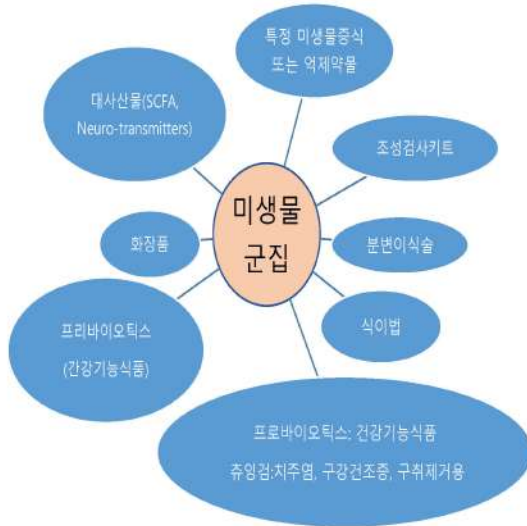 특정 미생물증식
또는 억제약물
대사산물(SCFA,
Neuro-transmitters)
조성검사키트
미생물
군집
화장품
분변이식술
식이법
프리바이오틱스
(간강기능식품)
프로바이오틱스; 건강기능식품
츄잉검:치주염, 구강건조증, 구취제거용